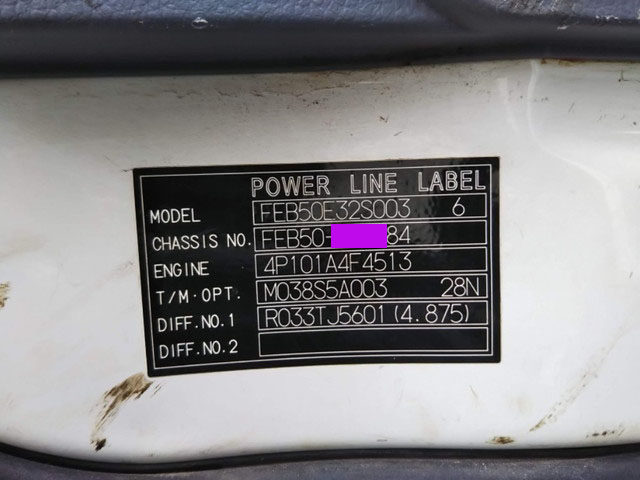 POWER LINE LABEL
MODEL FEB50E32S003 6
CHASSIS NO. FEB50- 84
ENGINE 4P101A4F4513
T/M·OPT. M038S5A003 28N
DIFF.NO.1 R033TJ5601(4.875)
DIFF.NO.2